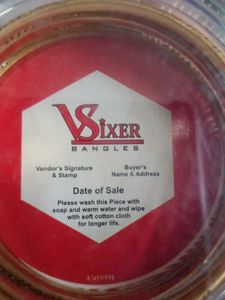 VSIXER
BANGLES
Vendor's Signature
& Stamp
Buyer's
Name & Address
Date of Sale
Please wash this Piece with
soap and warm water and wipe
with soft cotton cloth
for longer life.